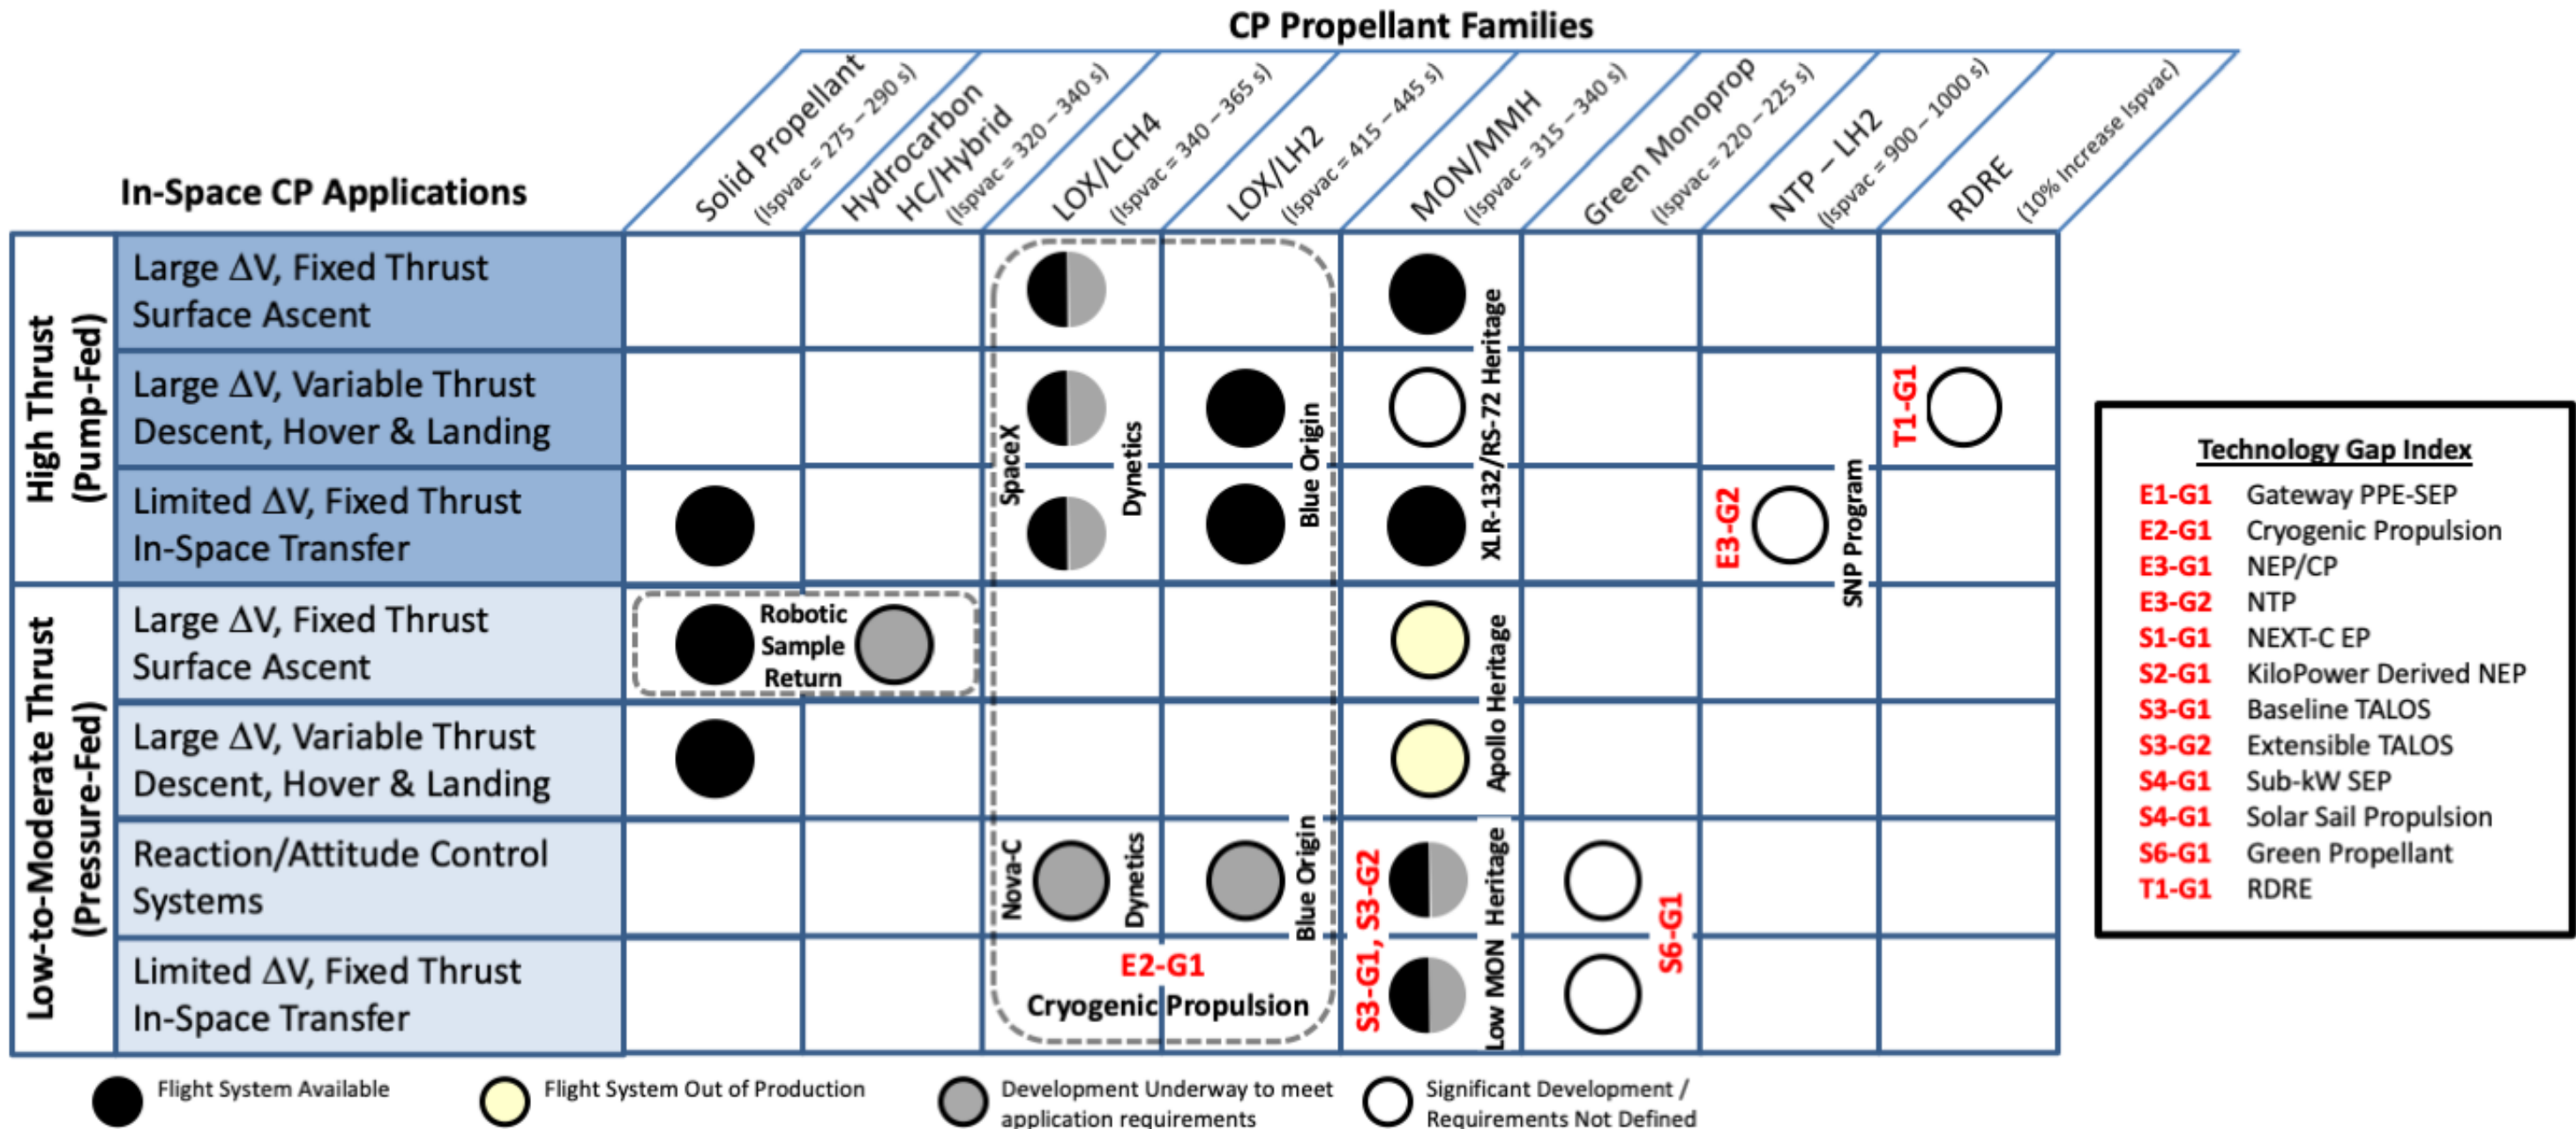 CP Propellant Families
Solid Propellant
(Ispvac = 275 – 290 s)
Hydrocarbon
HC/Hybrid
(Ispvac = 320 – 340 s)
LOX/LCH4
(Ispvac = 340 – 365 s)
LOX/LH2
(Ispvac = 415 – 445 s)
MON/MMH
(Ispvac = 315 – 340 s)
Green Monoprop
(Ispvac = 220 – 225 s)
NTP – LH2
(Ispvac = 900 – 1000 s)
RDRE
(10% Increase Ispvac)
In-Space CP Applications
High Thrust
(Pump-Fed)
Large ΔV, Fixed Thrust
Surface Ascent
Large ΔV, Variable Thrust
Descent, Hover & Landing
Limited ΔV, Fixed Thrust
In-Space Transfer
SpaceX
Dynetics
Blue Origin
XLR-132/RS-72 Heritage
E3-G2
SNP Program
T1-G1
Low-to-Moderate Thrust
(Pressure-Fed)
Large ΔV, Fixed Thrust
Surface Ascent
Large ΔV, Variable Thrust
Descent, Hover & Landing
Reaction/Attitude Control
Systems
Limited ΔV, Fixed Thrust
In-Space Transfer
Robotic
Sample
Return
Apollo Heritage
Nova-C
Dynetics
Blue Origin
E2-G1
Cryogenic Propulsion
S3-G1, S3-G2
Low MON Heritage
S6-G1
Technology Gap Index
E1-G1 Gateway PPE-SEP
E2-G1 Cryogenic Propulsion
E3-G1 NEP/CP
E3-G2 NTP
S1-G1 NEXT-C EP
S2-G1 KiloPower Derived NEP
S3-G1 Baseline TALOS
S3-G2 Extensible TALOS
S4-G1 Sub-kW SEP
S4-G1 Solar Sail Propulsion
S6-G1 Green Propellant
T1-G1 RDRE
Flight System Available
Flight System Out of Production
Development Underway to meet
application requirements
Significant Development /
Requirements Not Defined